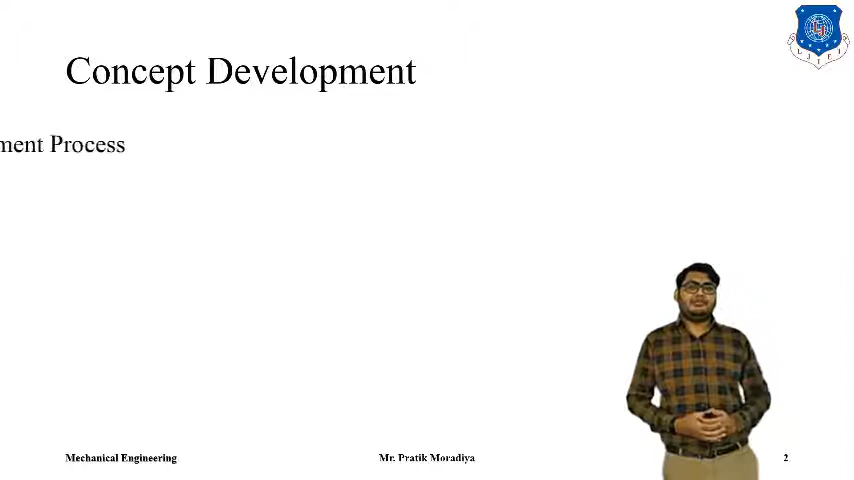 Concept Development
ment Process
L J I E T
Mechanical Engineering
Mr. Pratik Moradiya
2